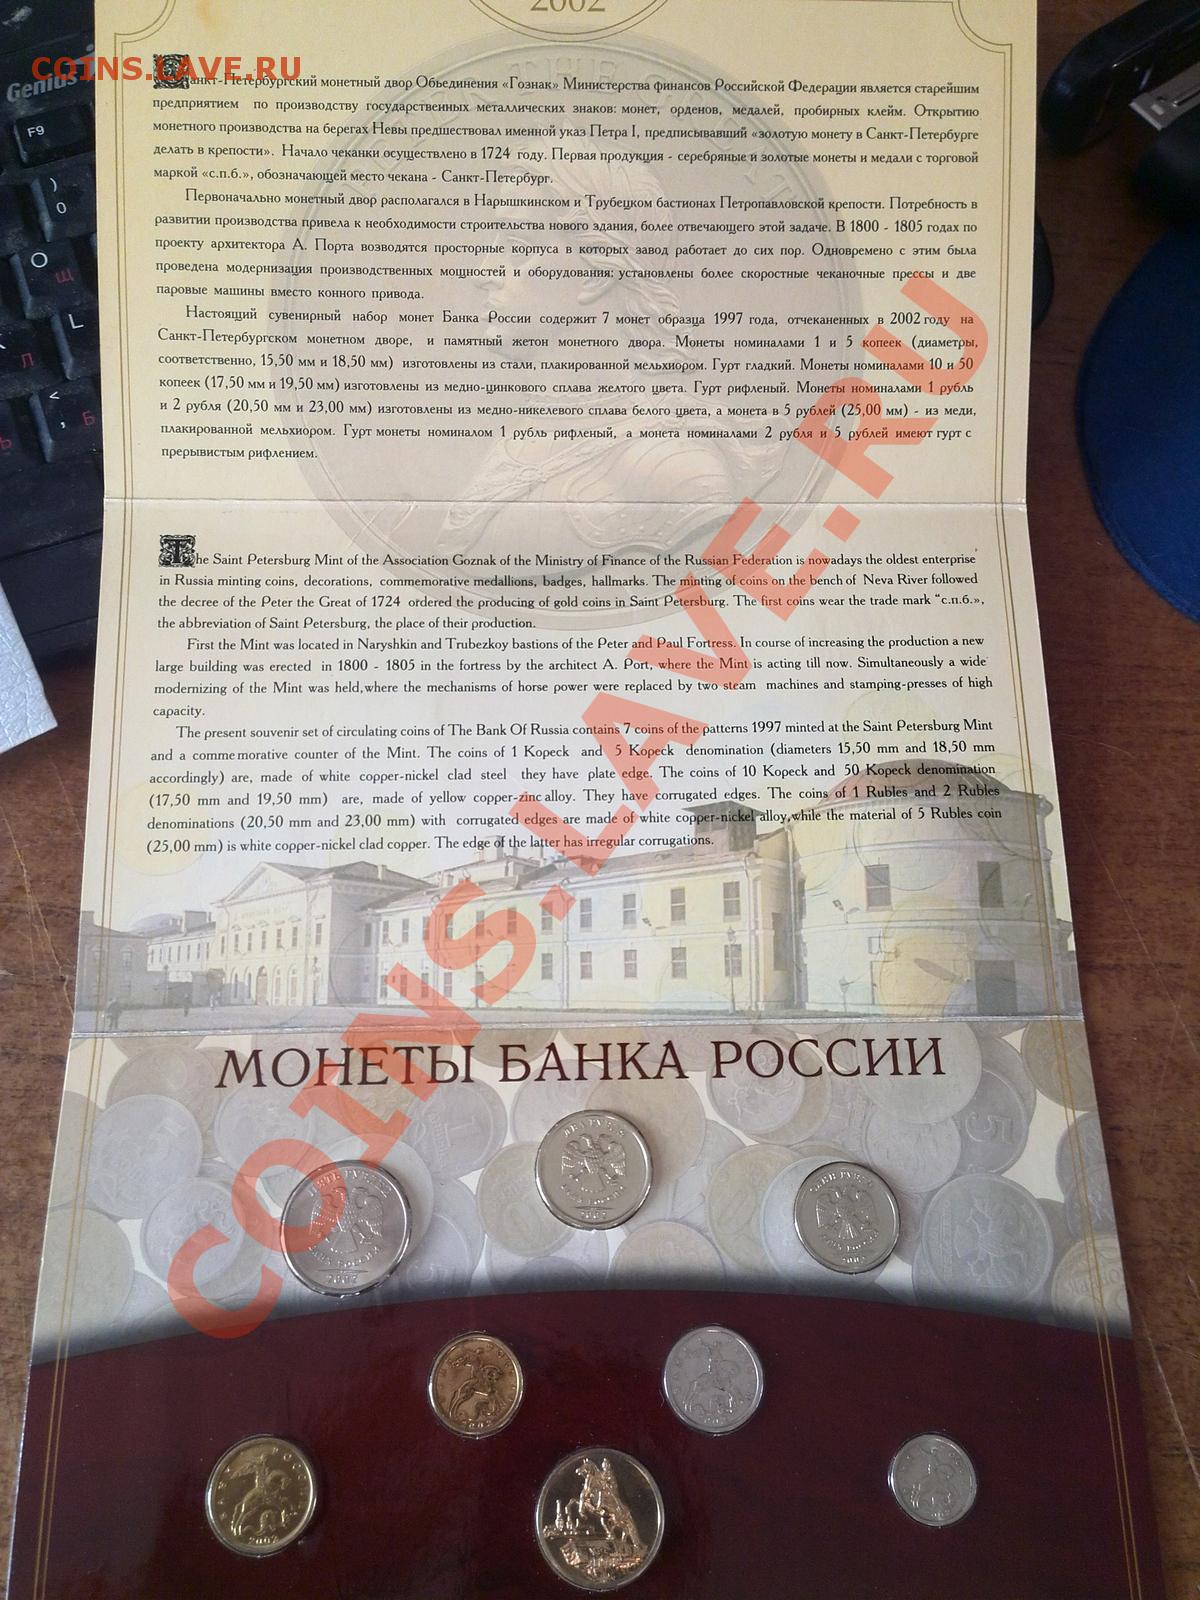 2002
COINS.LAVE.RU
Genius
F9
)
0
О
Щ
L
Л
<
,
Б
Санкт-Петербургский монетный двор Объединения «Гознак» Министерства финансов Российской Федерации является старейшим
предприятием по производству государственных металлических знаков: монет, орденов, медалей, пробирных клейм. Открытию
монетного производства на берегах Невы предшествовал именной указ Петра I, предписывавший «золотую монету в Санкт-Петербурге
делать в крепости». Начало чеканки осуществлено в 1724 году. Первая продукция - серебряные и золотые монеты и медали с торговой
маркой «с.п.б.», обозначающей место чекана - Санкт-Петербург.
Первоначально монетный двор располагался в Нарышкинском и Трубецком бастионах Петропавловской крепости. Потребность в
развитии производства привела к необходимости строительства нового здания, более отвечающего этой задаче. В 1800 - 1805 годах по
проекту архитектора А. Порта возводятся просторные корпуса в которых завод работает до сих пор. Одновременно с этим была
проведена модернизация производственных мощностей и оборудования: установлены более скоростные чеканочные прессы и две
паровые машины вместо конного привода.
Настоящий сувенирный набор монет Банка России содержит 7 монет образца 1997 года, отчеканенных в 2002 году на
Санкт-Петербургском монетном дворе, и памятный жетон монетного двора. Монеты номиналами 1 и 5 копеек (диаметры,
соответственно, 15,50 мм и 18,50 мм) изготовлены из стали, плакированной мельхиором. Гурт гладкий. Монеты номиналами 10 и 50
копеек (17,50 мм и 19,50 мм) изготовлены из медно-цинкового сплава желтого цвета. Гурт рифленый. Монеты номиналами 1 рубль
и 2 рубля (20,50 мм и 23,00 мм) изготовлены из медно-никелевого сплава белого цвета, а монета в 5 рублей (25,00 мм) - из меди,
плакированной мельхиором. Гурт монеты номиналом 1 рубль рифленый, а монета номиналами 2 рубля и 5 рублей имеют гурт с
прерывистым рифлением.
The Saint Petersburg Mint of the Association Goznak of the Ministry of Finance of the Russian Federation is nowadays the oldest enterprise
in Russia minting coins, decorations, commemorative medallions, badges, hallmarks. The minting of coins on the bench of Neva River followed
the decree of the Peter the Great of 1724 ordered the producing of gold coins in Saint Petersburg. The first coins wear the trade mark “с.п.б.»,
the abbreviation of Saint Petersburg, the place of their production.
First the Mint was located in Naryshkin and Trubezkoy bastions of the Peter and Paul Fortress. In course of increasing the production a new
large building was erected in 1800 - 1805 in the fortress by the architect A. Port, where the Mint is acting till now. Simultaneously a wide
modernizing of the Mint was held, where the mechanisms of horse power were replaced by two steam machines and stamping-presses of high
capacity.
The present souvenir set of circulating coins of The Bank Of Russia contains 7 coins of the patterns 1997 minted at the Saint Petersburg Mint
and a commemorative counter of the Mint. The coins of 1 Kopeck and 5 Kopeck denomination (diameters 15,50 mm and 18,50 mm
accordingly) are, made of white copper-nickel clad steel they have plate edge. The coins of 10 Kopeck and 50 Kopeck denomination
(17,50 mm and 19,50 mm) are, made of yellow copper-zinc alloy. They have corrugated edges. The coins of 1 Rubles and 2 Rubles
denominations (20,50 mm and 23,00 mm) with corrugated edges are made of white copper-nickel alloy, while the material of 5 Rubles coin
(25,00 mm) is white copper-nickel clad copper. The edge of the latter has irregular corrugations.
COINS.LAVE.RU
МОНЕТЫ БАНКА РОССИИ
ДВА РУБЛЯ
ПЯТЬ РУБЛЕЙ
БАНК РОССИИ
2002
ОДИН РУБЛЬ
БАНК РОССИИ
2002
2002